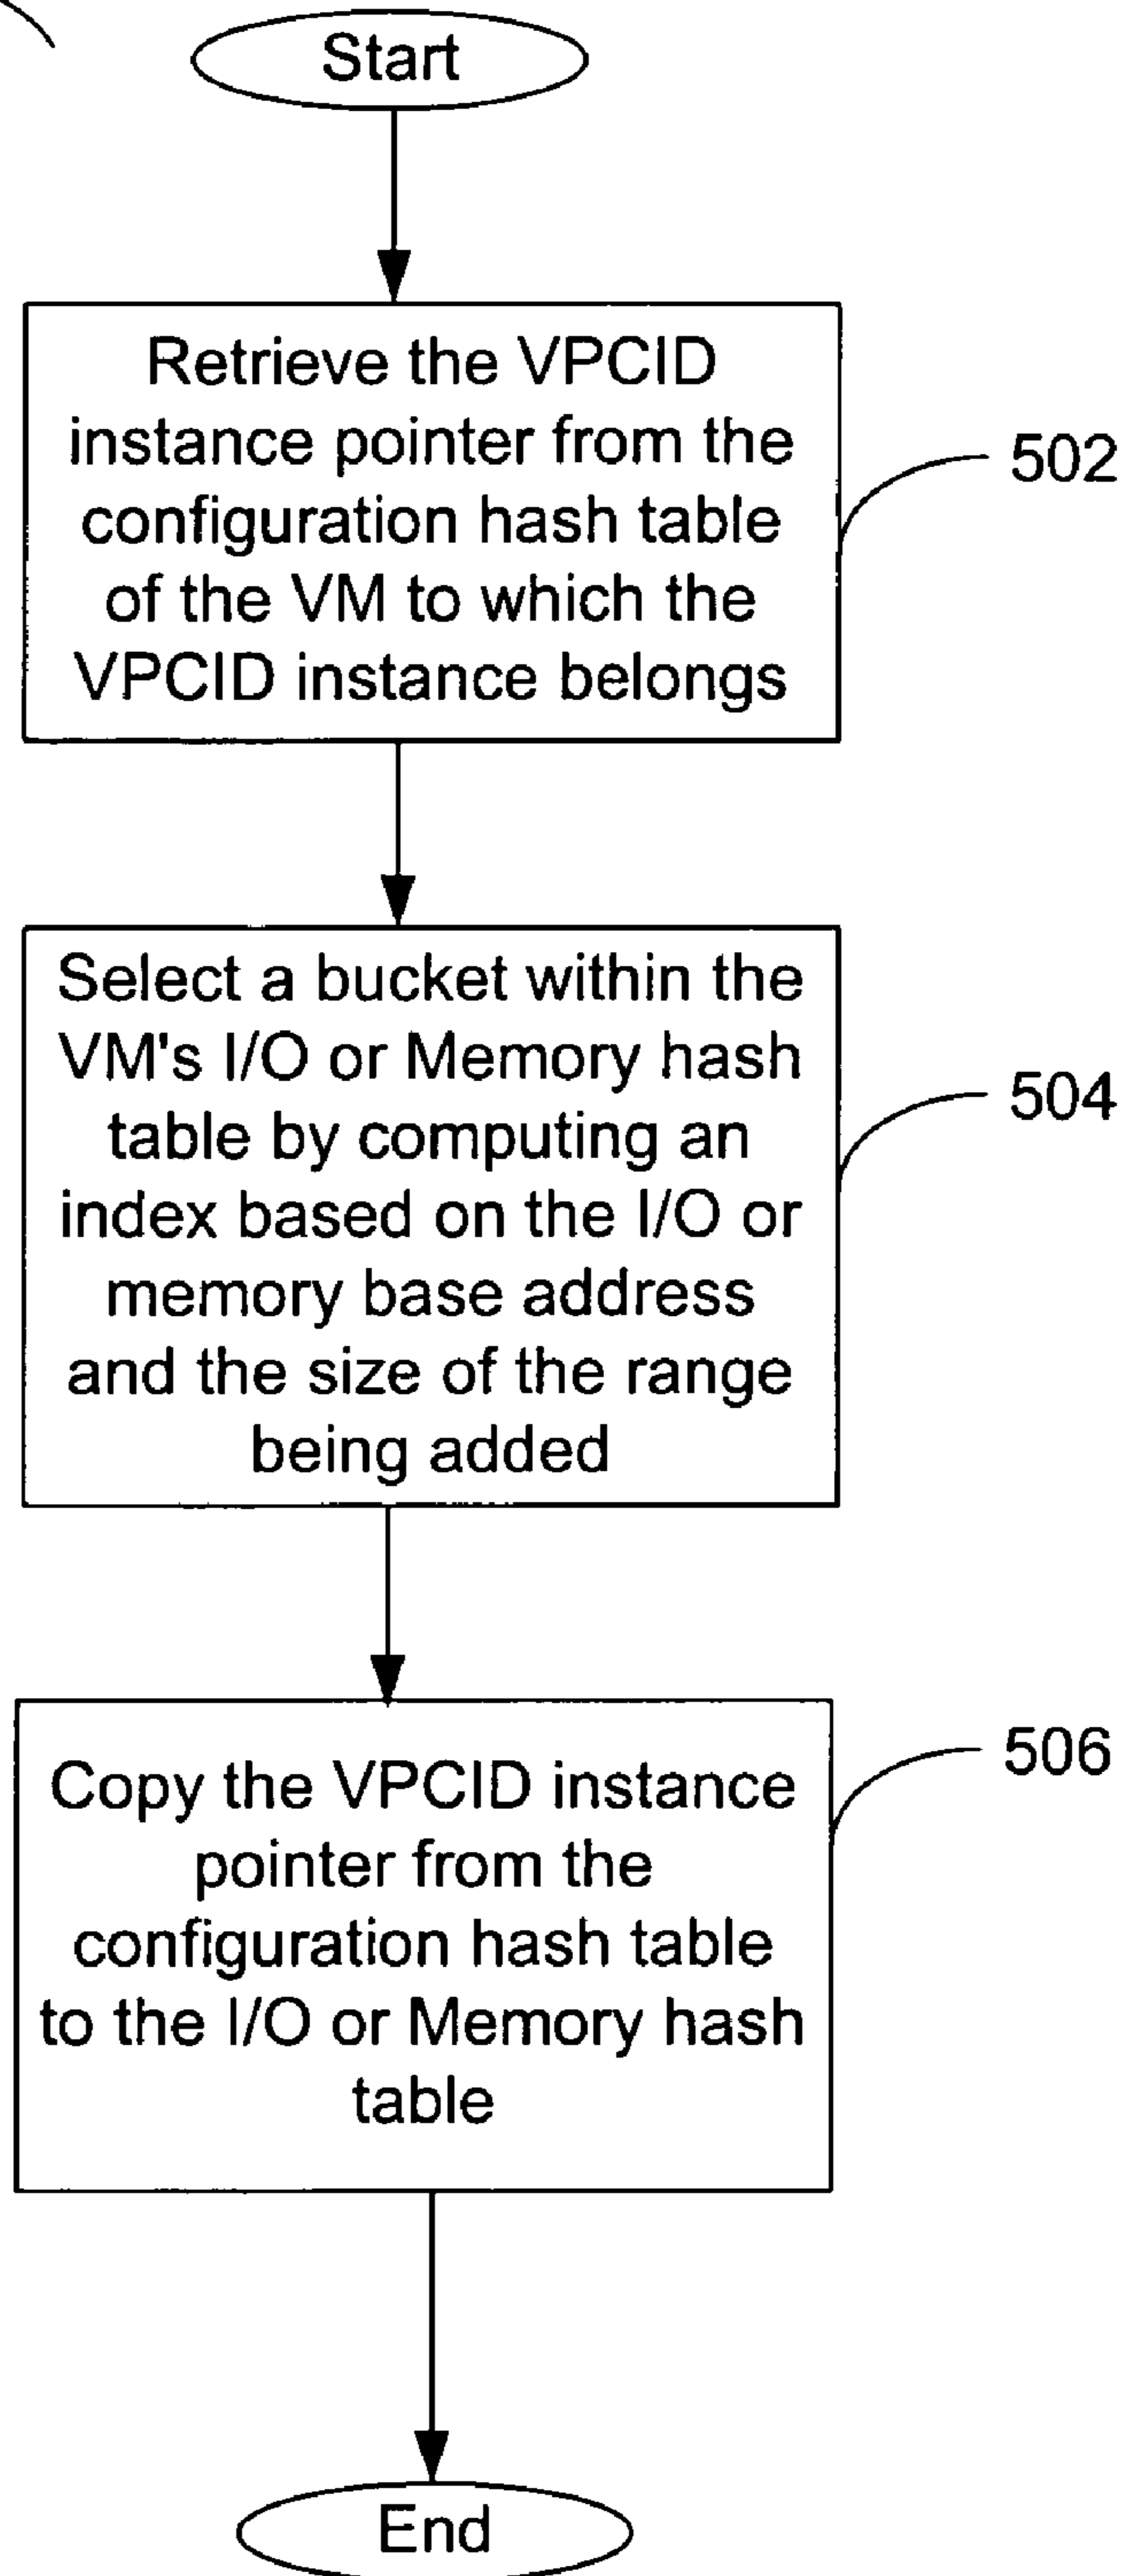 Start
Retrieve the VPCID
instance pointer from the
configuration hash table
of the VM to which the
VPCID instance belongs
502
Select a bucket within the
VM's I/O or Memory hash
table by computing an
index based on the I/O or
memory base address
and the size of the range
being added
504
Copy the VPCID instance
pointer from the
configuration hash table
to the I/O or Memory hash
table
506
End